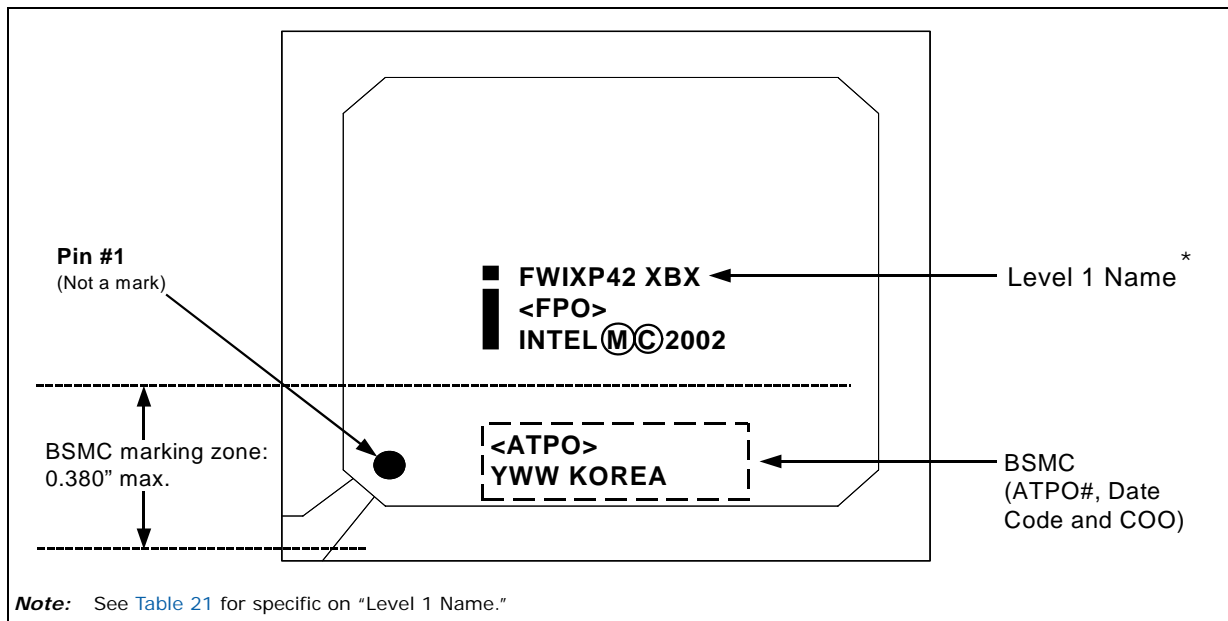 Pin #1
(Not a mark)
FWIXP42 XBX
<FPO>
INTELⓂ©2002
Level 1 Name*
BSMC marking zone:
0.380” max.
<ATPO>
YWW KOREA
BSMC
(ATPO#, Date
Code and COO)
Note: See Table 21 for specific on “Level 1 Name.”